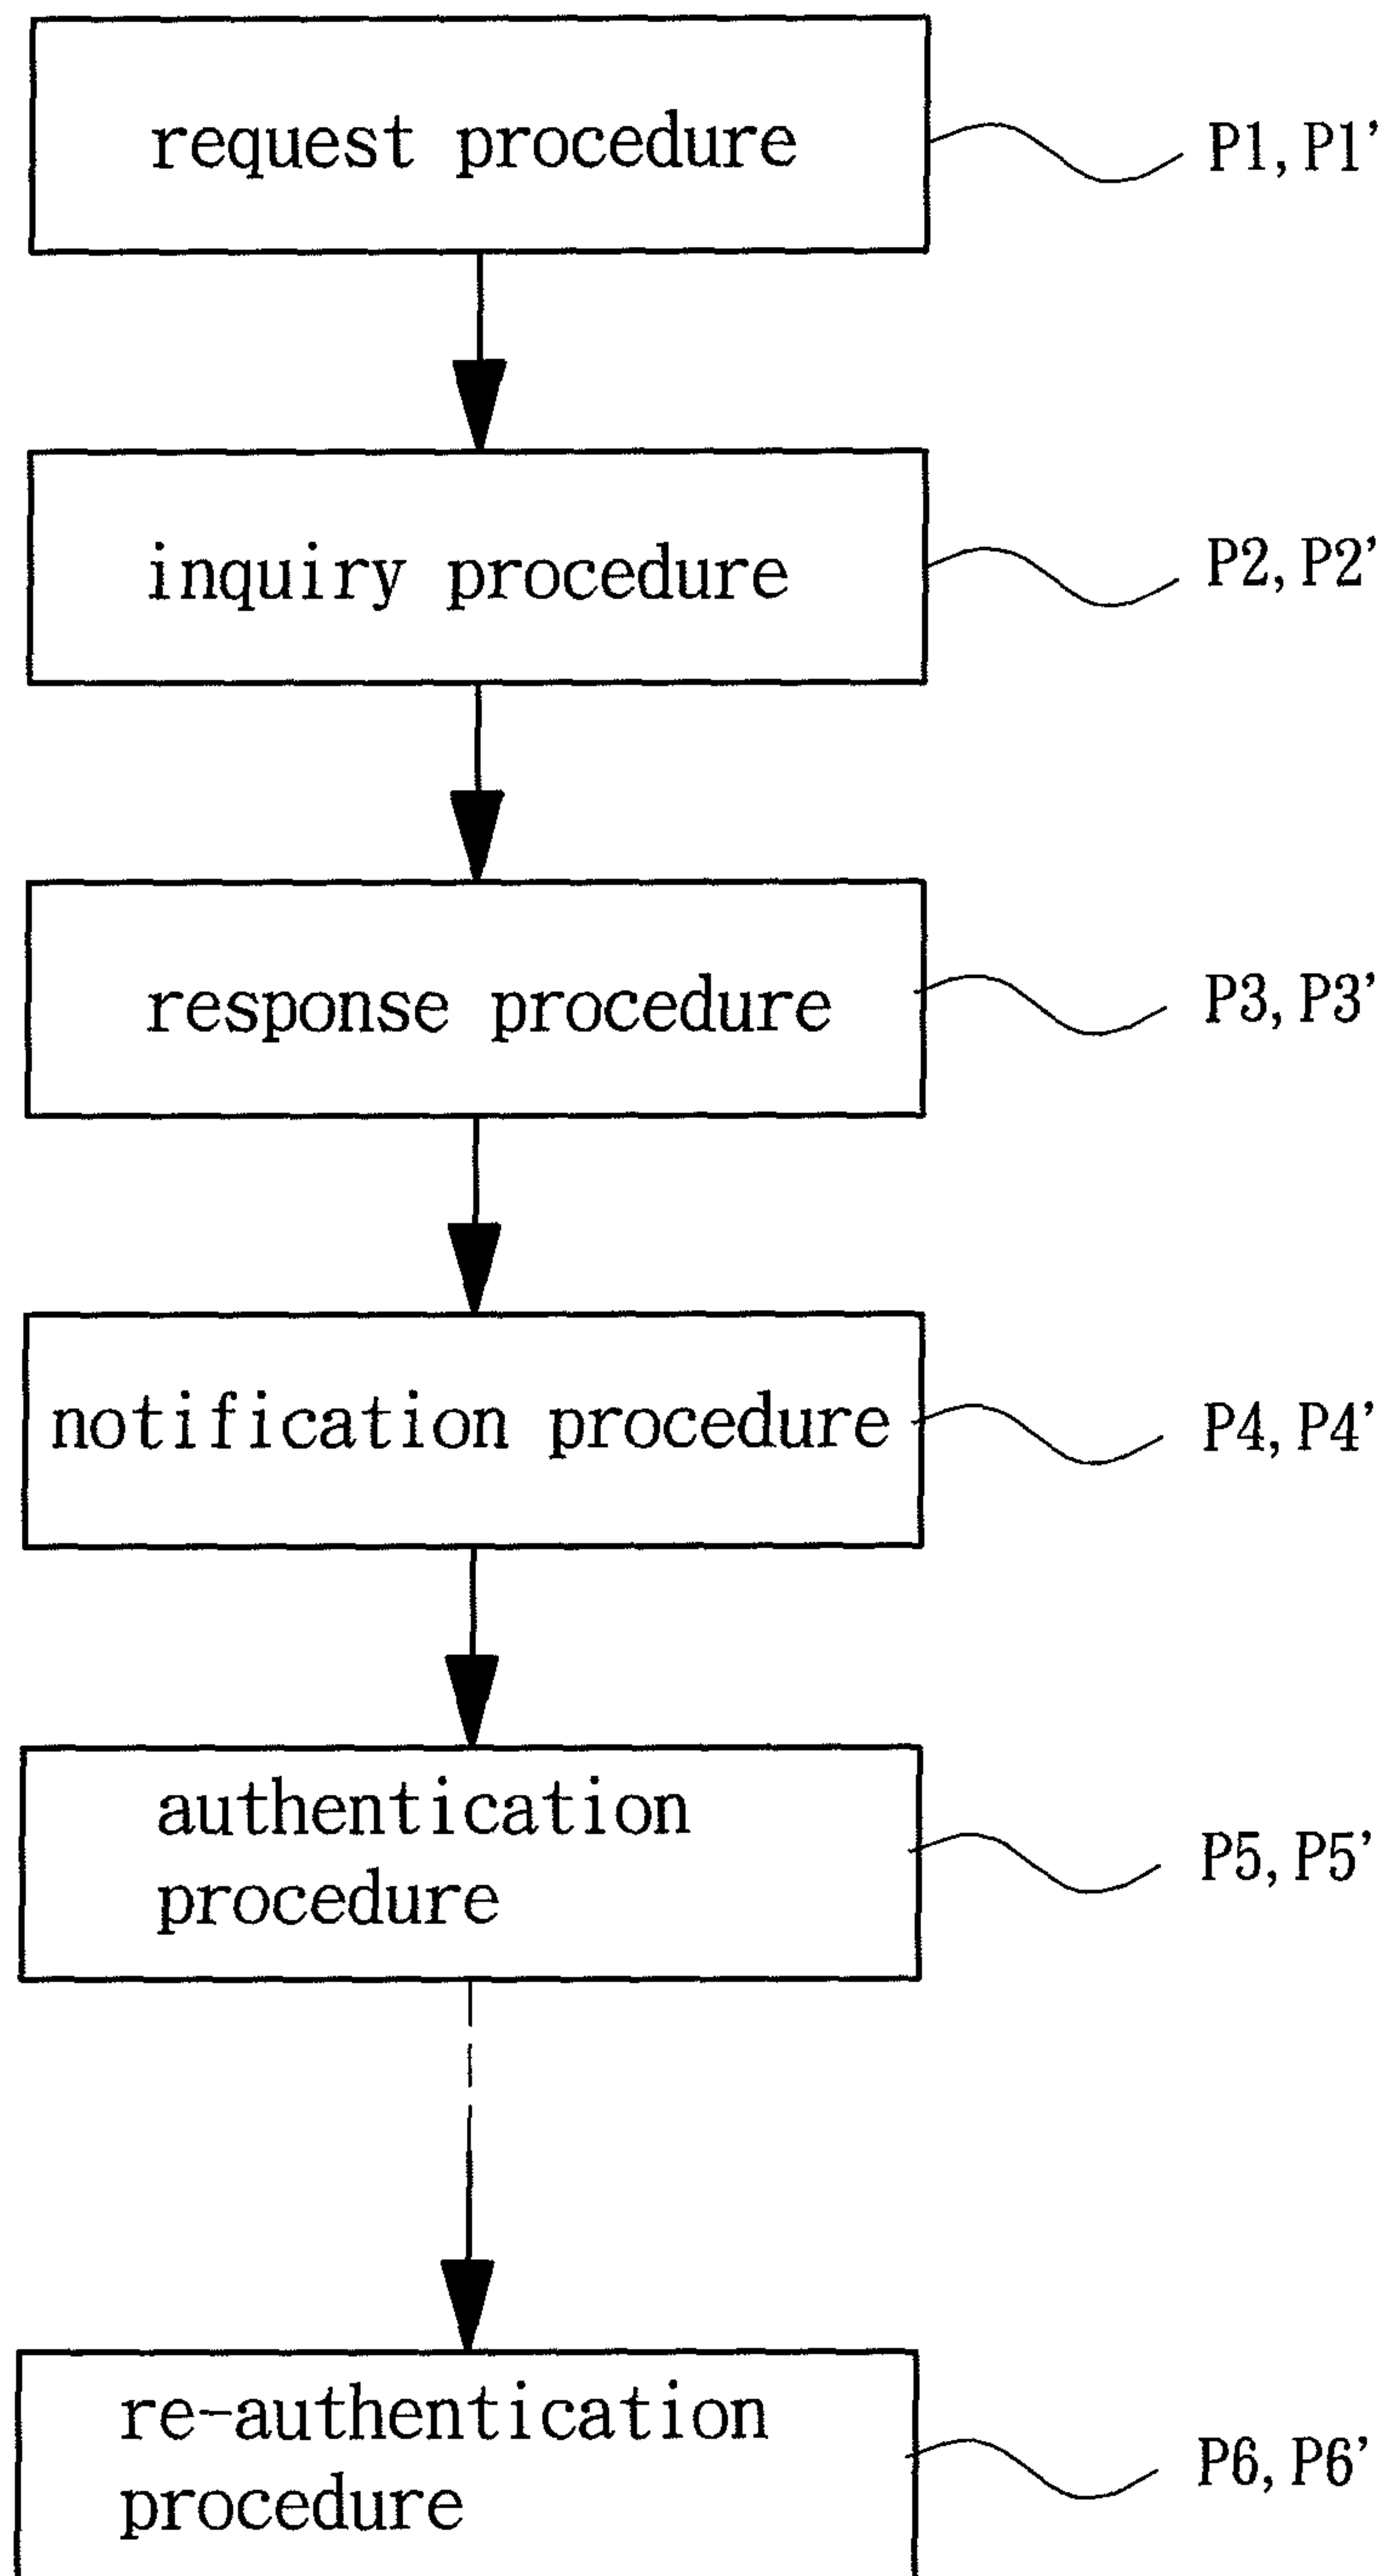 request procedure
P1, P1'
inquiry procedure
P2, P2'
response procedure
P3, P3'
notification procedure
P4, P4'
authentication
procedure
P5, P5'
re-authentication
procedure
P6, P6'